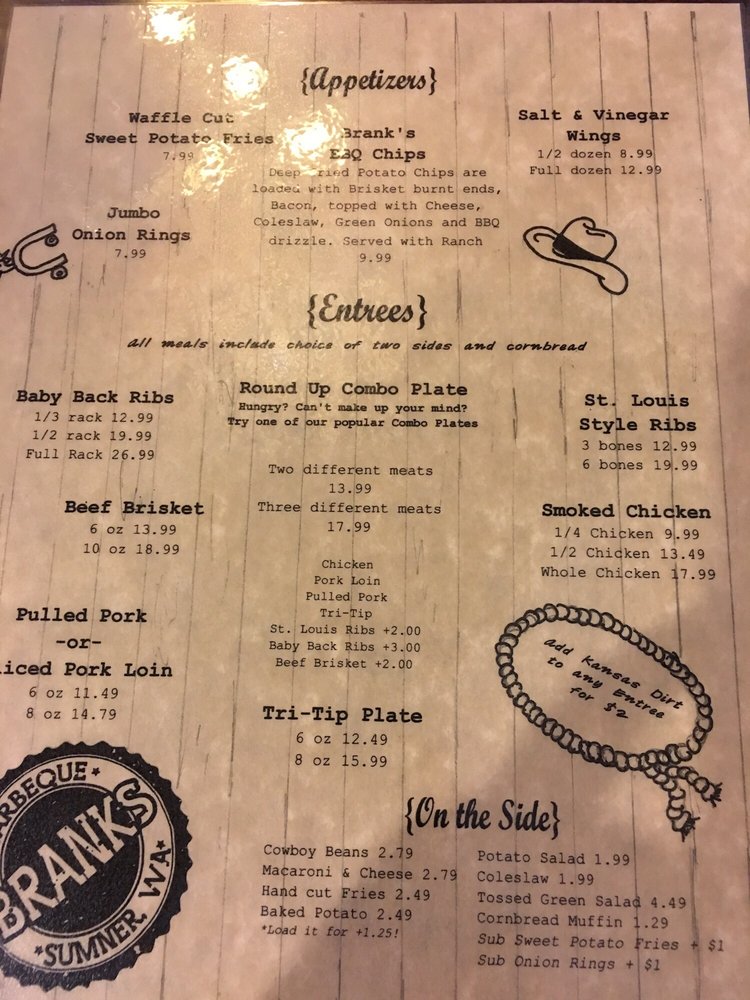 {Appetizers}
Waffle Cut
Sweet Potato Fries
7.99
Jumbo
Onion Rings
7.99
Brank's
BBQ Chips
Deep Fried Potato Chips are
loaded with Brisket burnt ends,
Bacon, topped with Cheese,
Coleslaw, Green Onions and BBQ
drizzle. Served with Ranch
9.99
Salt & Vinegar
Wings
1/2 dozen 8.99
Full dozen 12.99
{Entrees}
All meals include choice of two sides and cornbread
Baby Back Ribs
1/3 rack 12.99
1/2 rack 19.99
Full Rack 26.99
Beef Brisket
6 oz 13.99
10 oz 18.99
Pulled Pork
-or-
liced Pork Loin
6 oz 11.49
8 oz 14.79
Round Up Combo Plate
Hungry? Can't make up your mind?
Try one of our popular Combo Plates
Two different meats
13.99
Three different meats
17.99
Chicken
Pork Loin
Pulled Pork
Tri-Tip
St. Louis Ribs +2.00
Baby Back Ribs +3.00
Beef Brisket +2.00
Tri-Tip Plate
6 oz 12.49
8 oz 15.99
St. Louis
Style Ribs
3 bones 12.99
6 bones 19.99
Smoked Chicken
1/4 Chicken 9.99
1/2 Chicken 13.49
Whole Chicken 17.99
Add Kansas Dirt
to any Entree
for $2
{On the Side}
Cowboy Beans 2.79
Macaroni & Cheese 2.79
Hand cut Fries 2.49
Baked Potato 2.49
*Load it for +1.25!
Potato Salad 1.99
Coleslaw 1.99
Tossed Green Salad 4.49
Cornbread Muffin 1.29
Sub Sweet Potato Fries + $1
Sub Onion Rings + $1
ARBEQUE*
BRANKS
*SUMNER, WA*